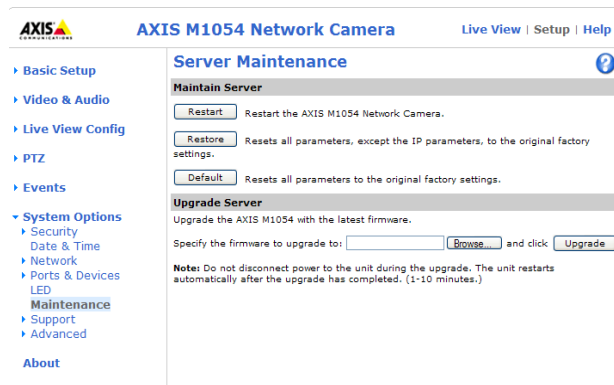 AXIS
COMMUNICATIONS
AXIS M1054 Network Camera
Live View | Setup | Help
Basic Setup
Video & Audio
Live View Config
PTZ
Events
System Options
Security
Date & Time
Network
Ports & Devices
LED
Maintenance
Support
Advanced
About
Server Maintenance
?
Maintain Server
Restart Restart the AXIS M1054 Network Camera.
Restore Resets all parameters, except the IP parameters, to the original factory
settings.
Default Resets all parameters to the original factory settings.
Upgrade Server
Upgrade the AXIS M1054 with the latest firmware.
Specify the firmware to upgrade to: Browse... and click Upgrade
Note: Do not disconnect power to the unit during the upgrade. The unit restarts
automatically after the upgrade has completed. (1-10 minutes.)